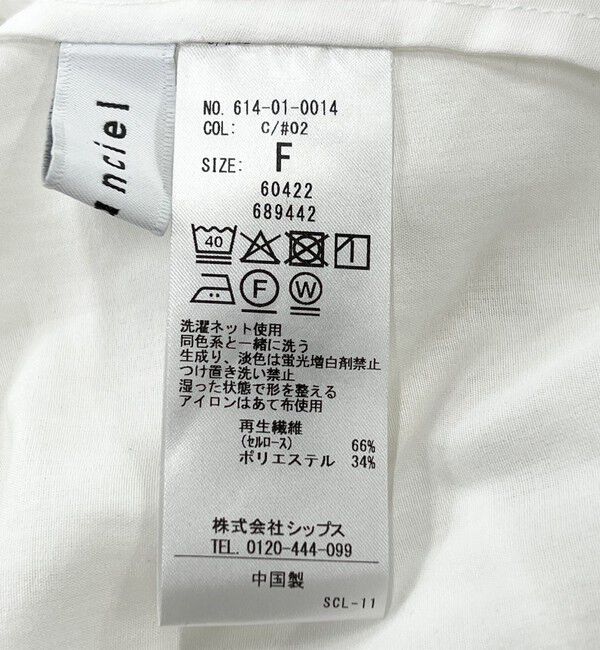 nciel
NO. 614-01-0014
COL: C/#02
SIZE: F
60422
689442
40
F W
洗濯ネット使用
同色系と一緒に洗う
生成り、淡色は蛍光増白剤禁止
つけ置き洗い禁止
湿った状態で形を整える
アイロンはあて布使用
再生繊維
(セルロース) 66%
ポリエステル 34%
株式会社シップス
TEL. 0120-444-099
中国製
SCL-11